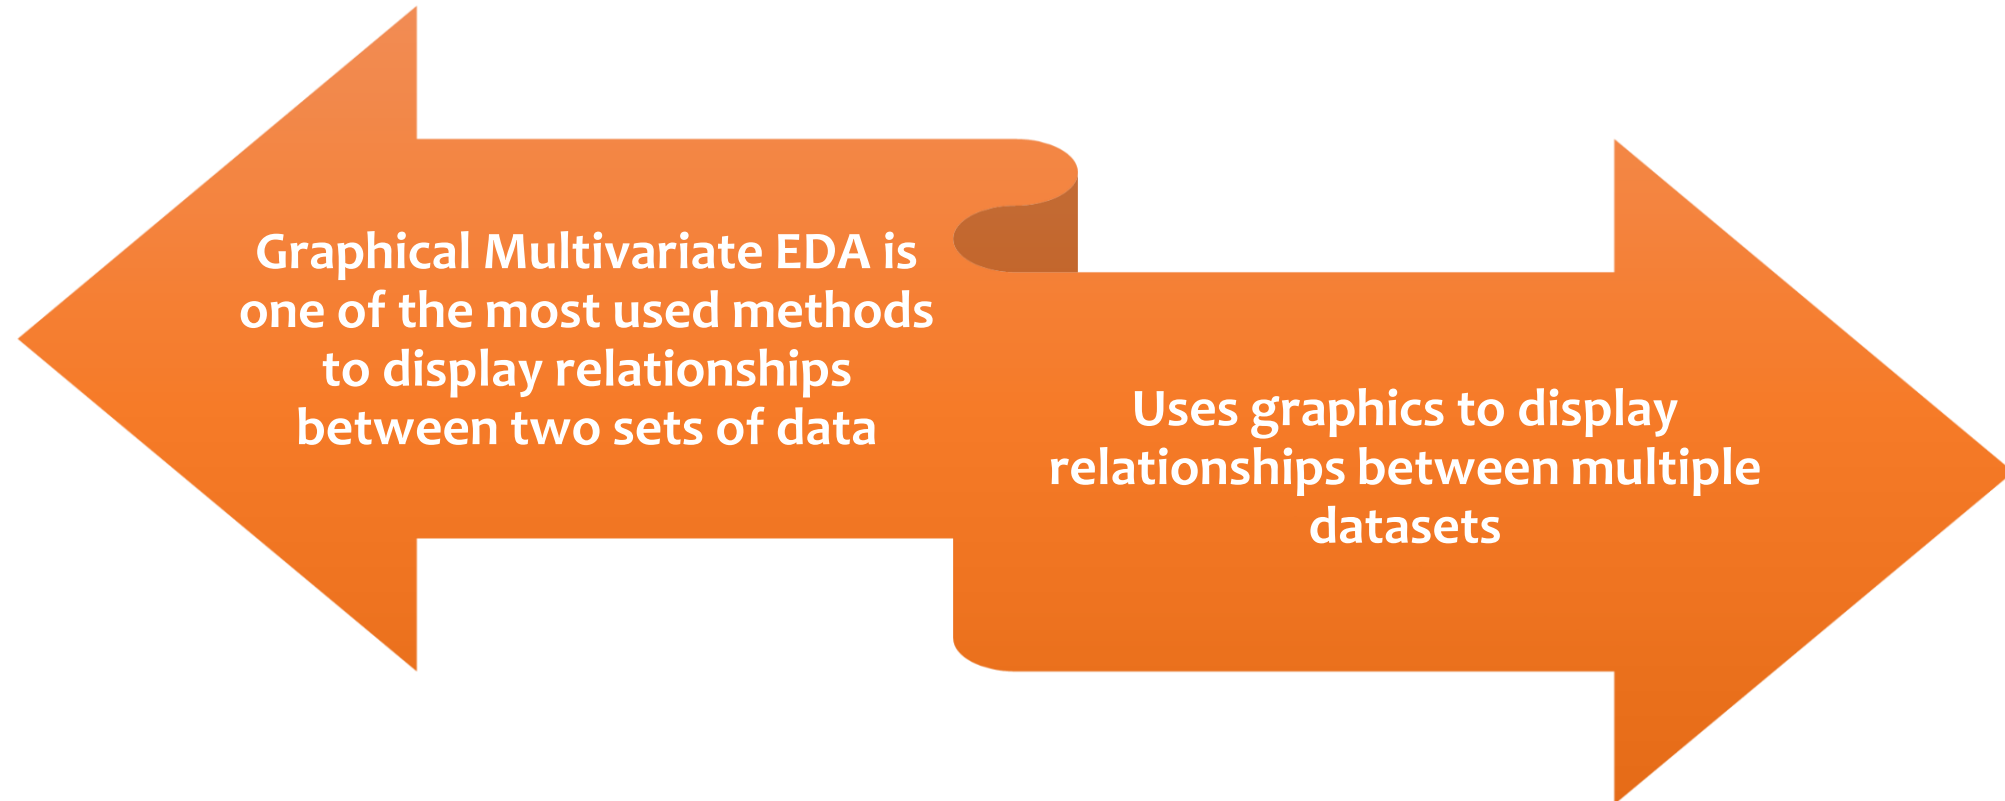 Graphical Multivariate EDA is
one of the most used methods
to display relationships
between two sets of data
Uses graphics to display
relationships between multiple
datasets